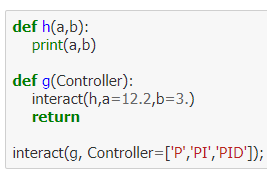 def h(a,b):
    print(a,b)

def g(Controller):
    interact(h,a=12.2,b=3.)
    return

interact(g, Controller=['P','PI','PID']);